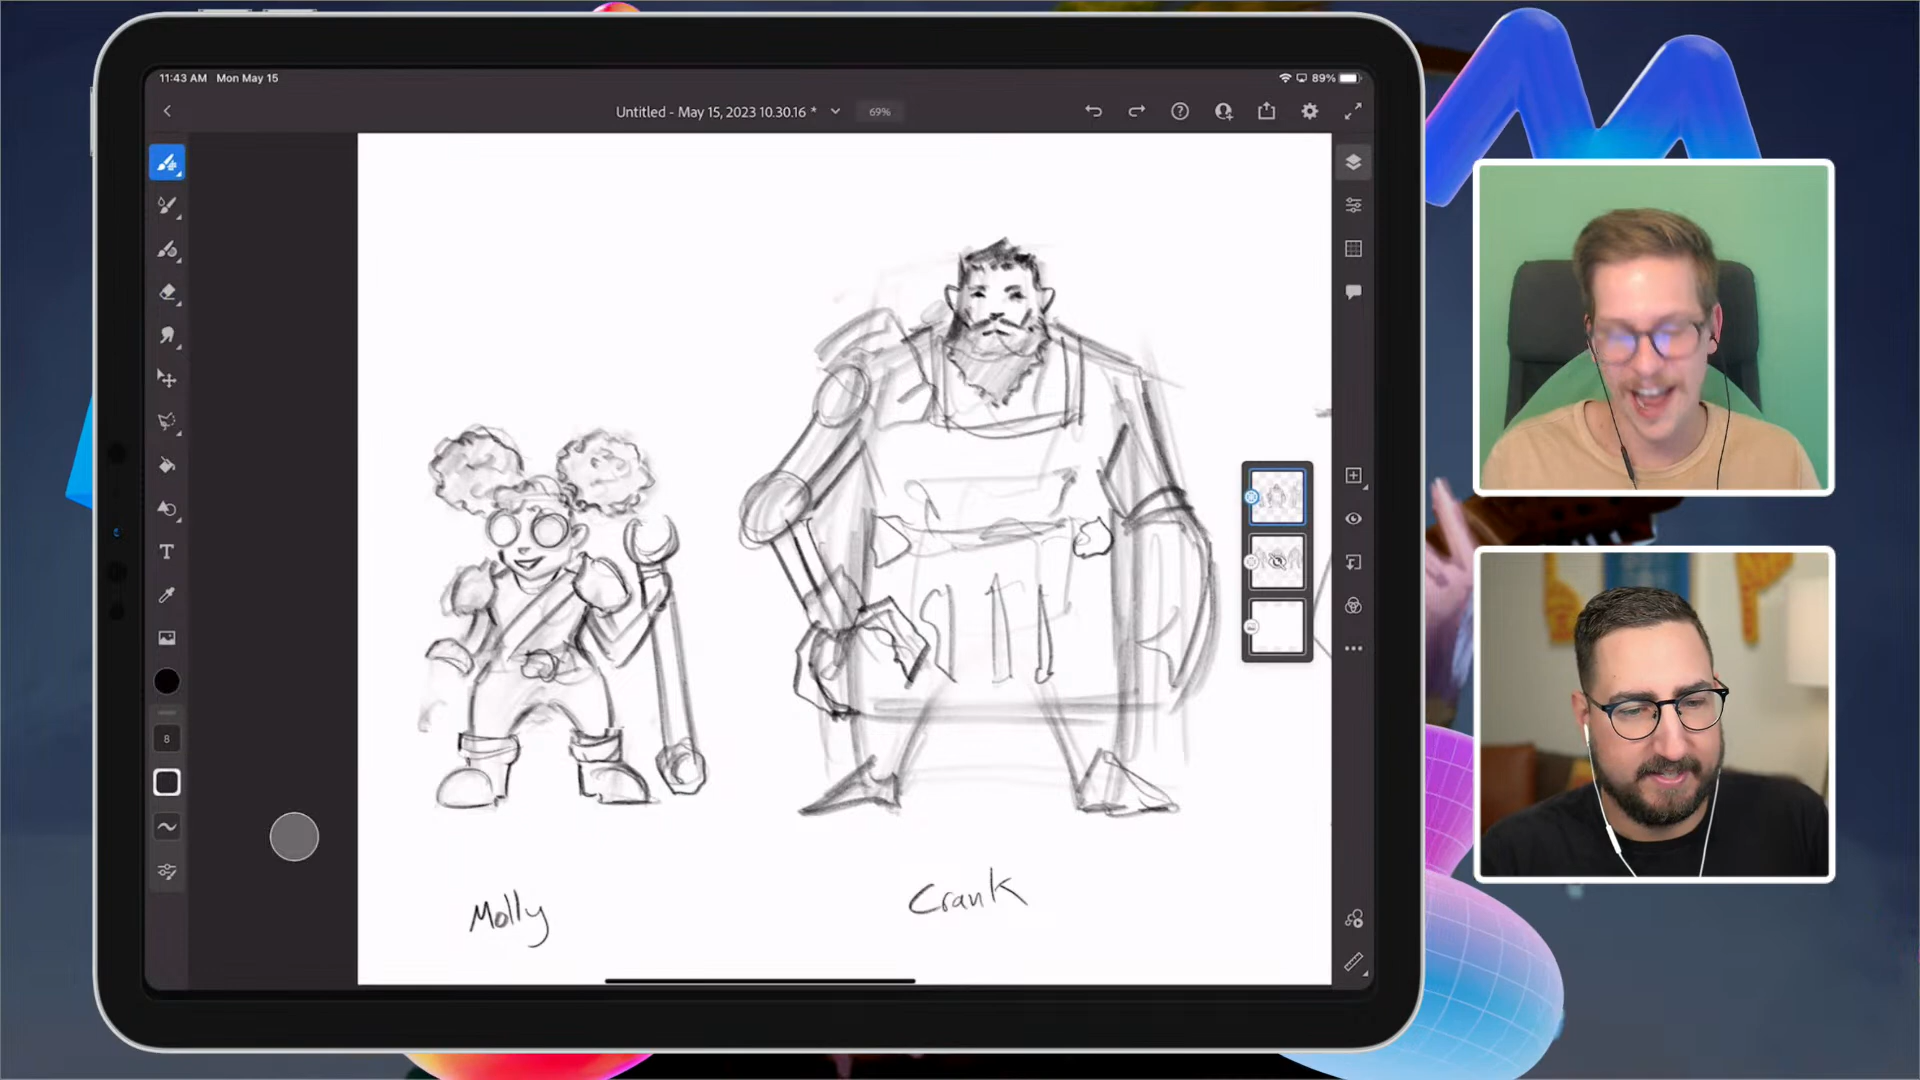 11:43 AM Mon May 15
89%
Untitled - May 15, 2023 10.30.16 *
69%
T
8
Molly
Crank